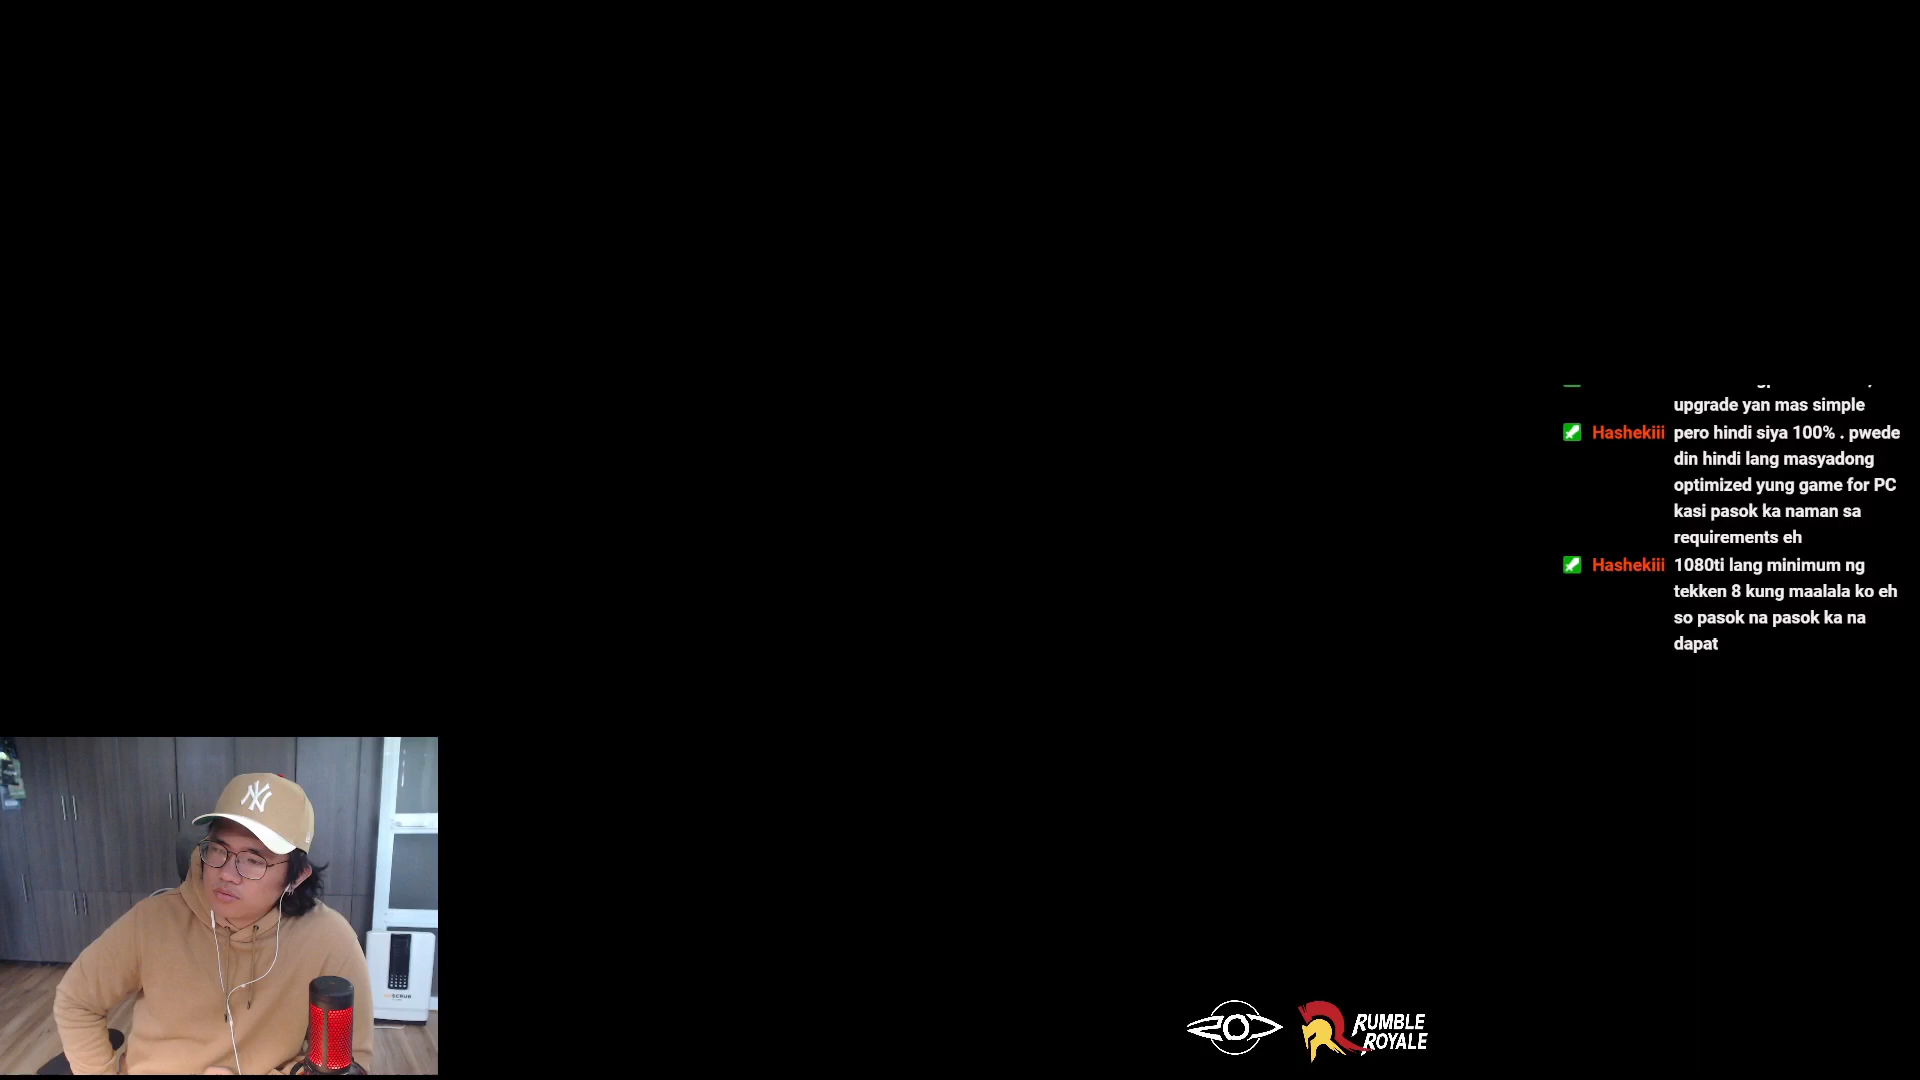 upgrade yan mas simple
Hashekiii pero hindi siya 100% . pwede
din hindi lang masyadong
optimized yung game for PC
kasi pasok ka naman sa
requirements eh
Hashekiii 1080ti lang minimum ng
tekken 8 kung maalala ko eh
so pasok na pasok ka na
dapat
NY
RUMBLE
ROYALE